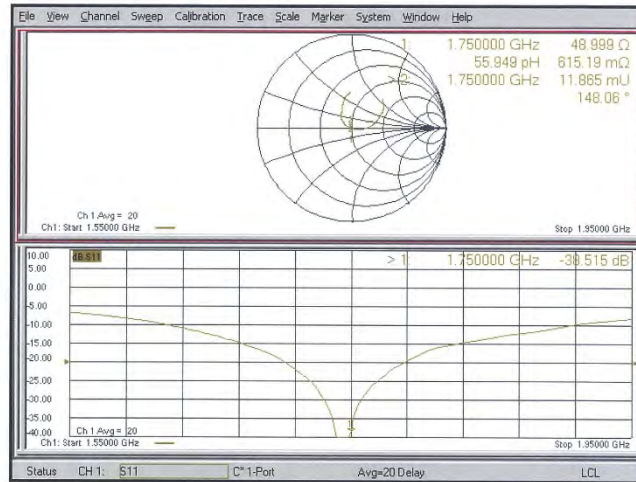 File View Channel Sweep Calibration Trace Scale Marker System Window Help
1: 1.750000 GHz 48.999 Ω
55.949 pH 615.19 mΩ
> 2: 1.750000 GHz 11.865 mU
148.06 °
Ch 1 Avg = 20
Ch1: Start 1.55000 GHz
Stop 1.95000 GHz
10.00
dB S11
> 1: 1.750000 GHz -38.515 dB
5.00
0.00
-5.00
-10.00
-15.00
-20.00
-25.00
-30.00
-35.00
1
-40.00
Ch 1 Avg = 20
Ch1: Start 1.55000 GHz
Stop 1.95000 GHz
Status CH 1: S11 C* 1-Port Avg=20 Delay LCL